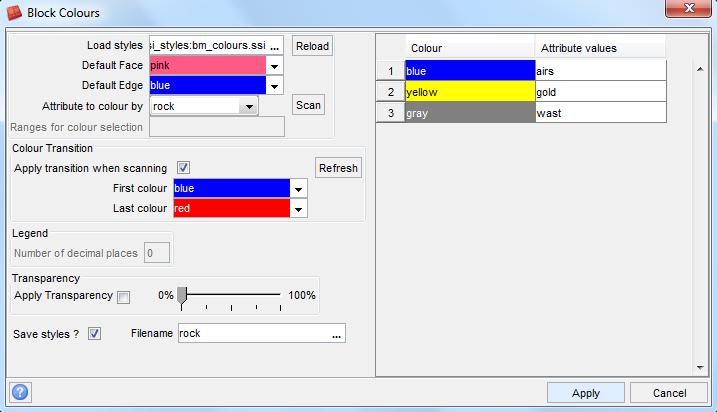 Block Colours
Load styles si_styles:bm_colours.ssi ... Reload
Default Face pink
Default Edge blue
Attribute to colour by rock Scan
Ranges for colour selection
Colour Transition
Apply transition when scanning Refresh
First colour blue
Last colour red
Legend
Number of decimal places 0
Transparency
Apply Transparency 0% 100%
Save styles ? Filename rock ...
Colour Attribute values
1 blue airs
2 yellow gold
3 gray wast
? Apply Cancel